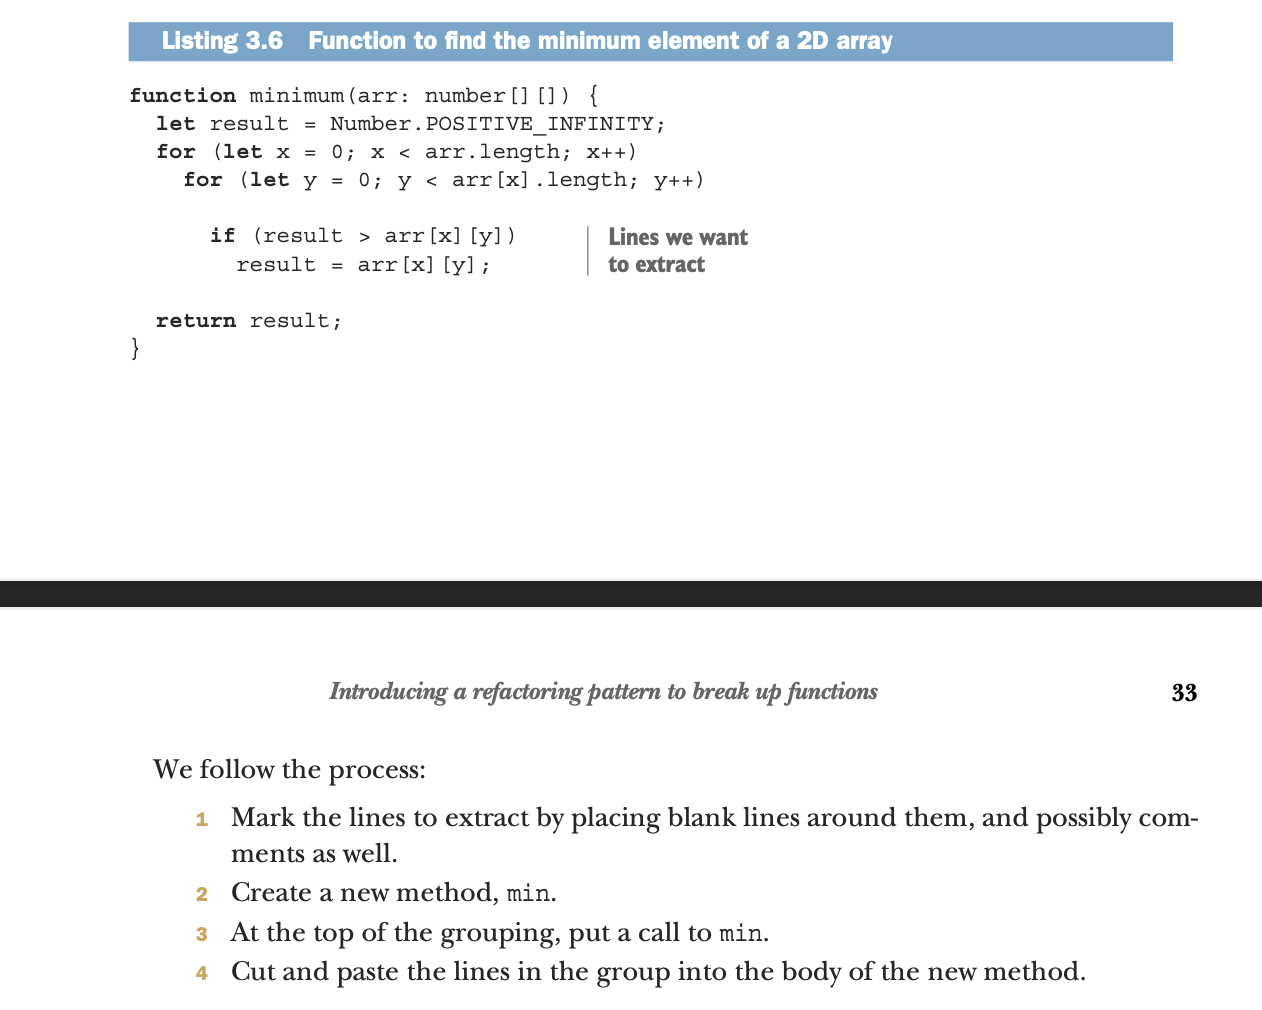 Listing 3.6 Function to find the minimum element of a 2D array
function minimum(arr: number[][]) {
let result = Number.POSITIVE_INFINITY;
for (let x = 0; x < arr.length; x++)
for (let y = 0; y < arr[x].length; y++)
if (result > arr[x][y])
result = arr[x][y];
Lines we want
to extract
return result;
}
Introducing a refactoring pattern to break up functions 33
We follow the process:
1 Mark the lines to extract by placing blank lines around them, and possibly com-
ments as well.
2 Create a new method, min.
3 At the top of the grouping, put a call to min.
4 Cut and paste the lines in the group into the body of the new method.